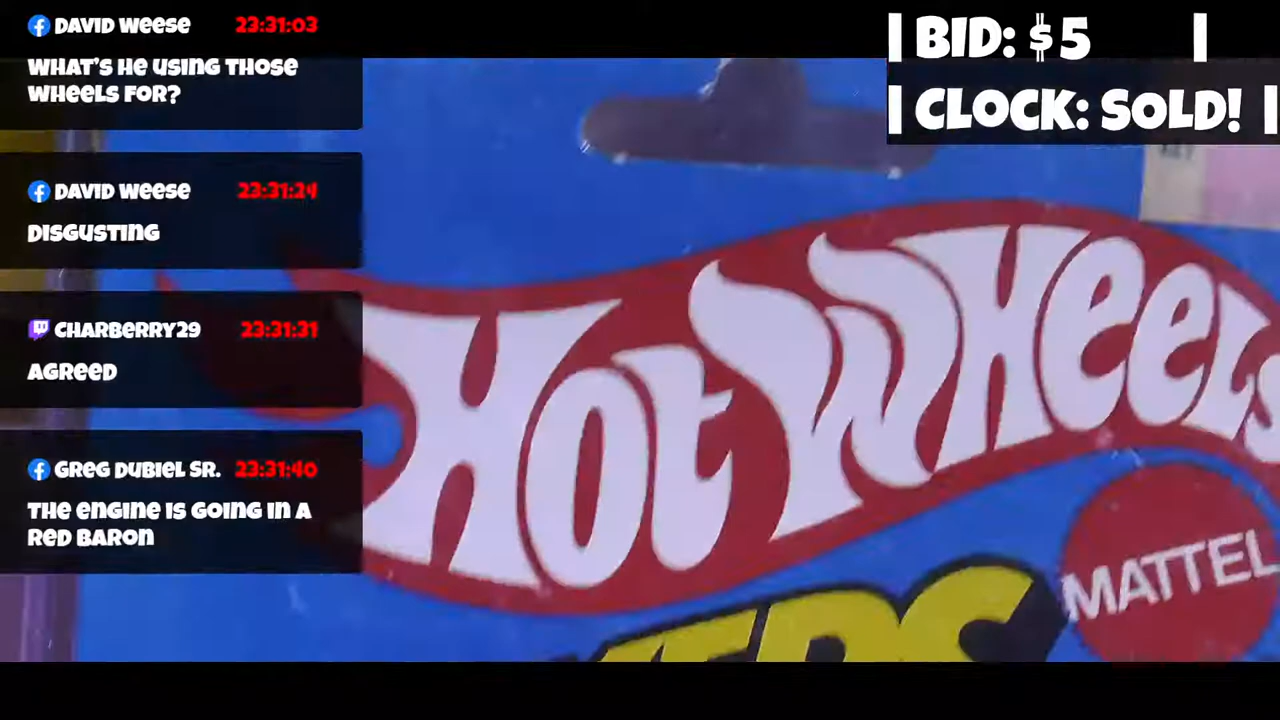 David Weese 23:31:03
What's he using those
wheels for?
David Weese 23:31:24
Disgusting
Charberry29 23:31:31
Agreed
Greg Dubiel Sr. 23:31:40
The engine is going in a
Red Baron
| BID: $5 |
| CLOCK: SOLD! |
Hot Wheels
MATTEL